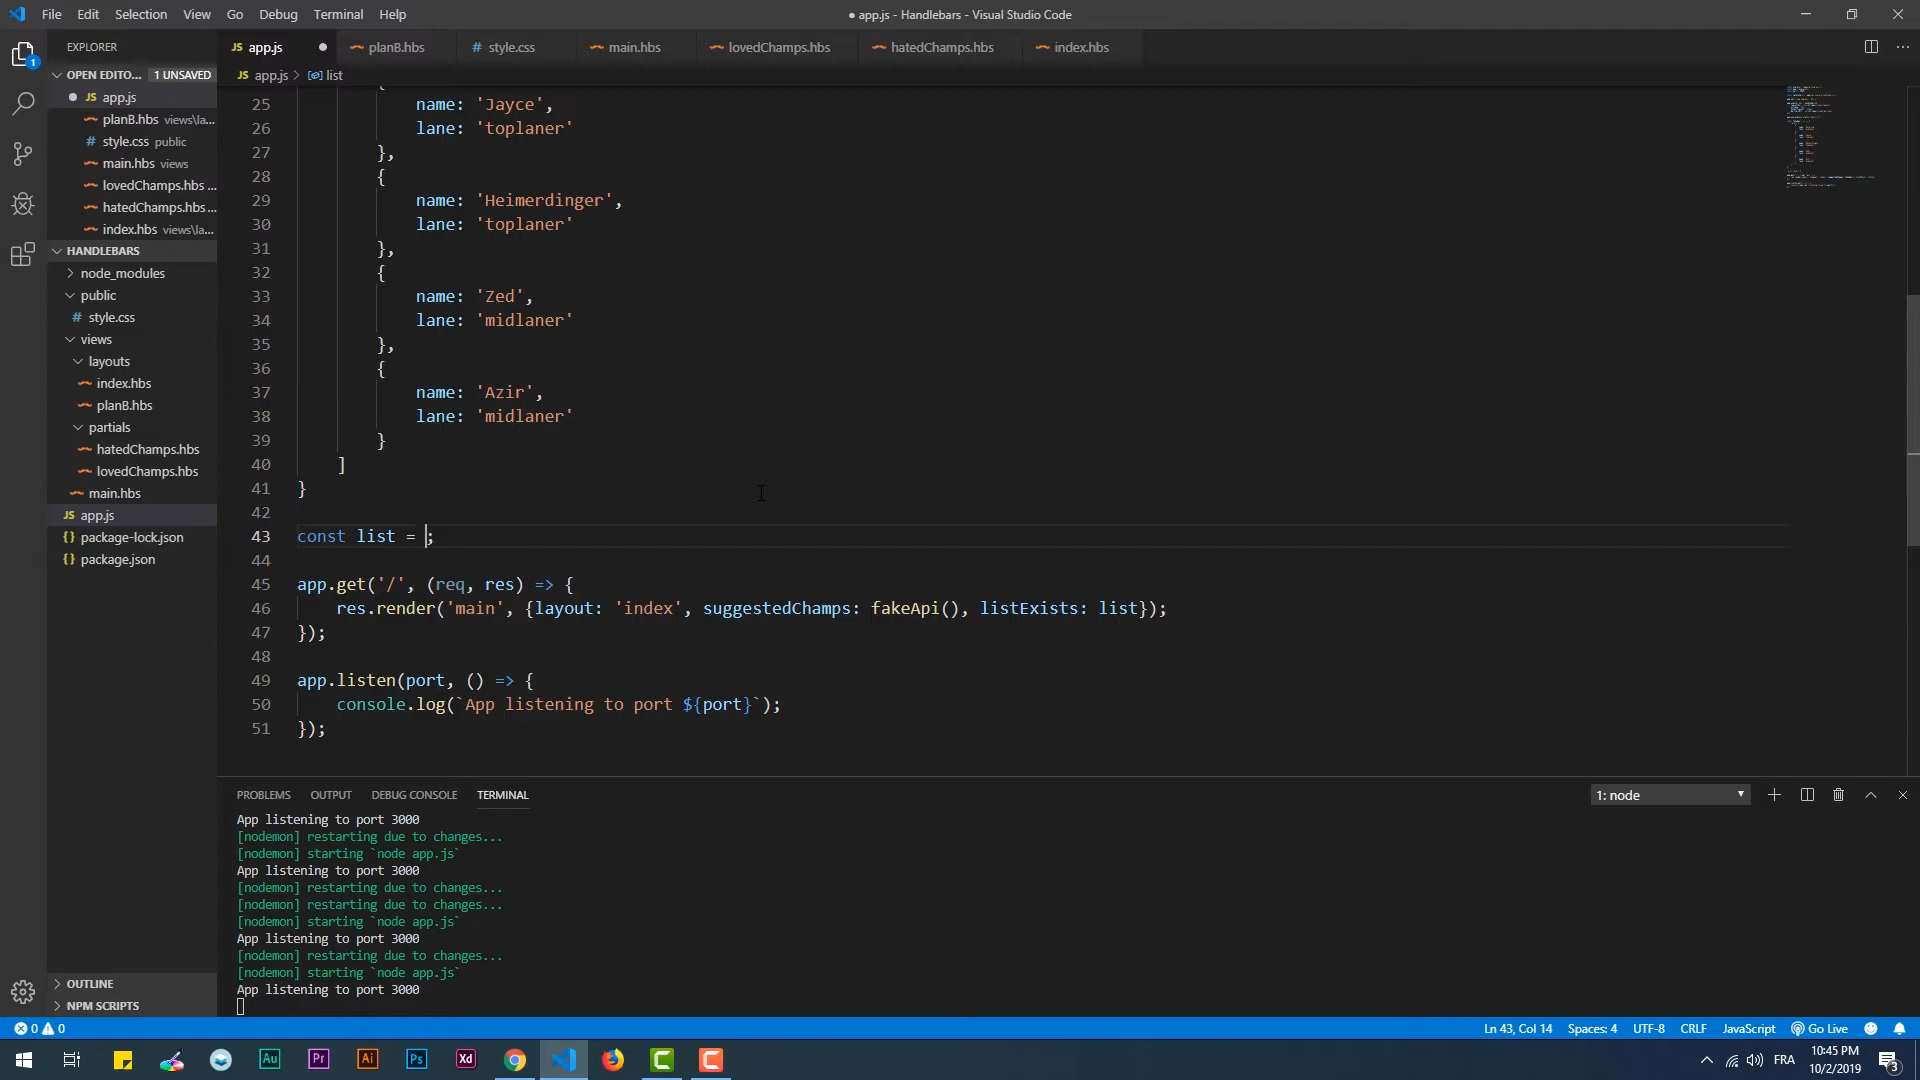 File Edit Selection View Go Debug Terminal Help
● app.js - Handlebars - Visual Studio Code
EXPLORER
OPEN EDITO... 1 UNSAVED
JS app.js
planB.hbs views\la...
# style.css public
main.hbs views
lovedChamps.hbs ...
hatedChamps.hbs ...
index.hbs views\la...
HANDLEBARS
node_modules
public
# style.css
views
layouts
index.hbs
planB.hbs
partials
hatedChamps.hbs
lovedChamps.hbs
main.hbs
JS app.js
{} package-lock.json
{} package.json
OUTLINE
NPM SCRIPTS
1
JS app.js ● planB.hbs # style.css main.hbs lovedChamps.hbs hatedChamps.hbs index.hbs
JS app.js > list
25 name: 'Jayce',
26 lane: 'toplaner'
27 },
28 {
29 name: 'Heimerdinger',
30 lane: 'toplaner'
31 },
32 {
33 name: 'Zed',
34 lane: 'midlaner'
35 },
36 {
37 name: 'Azir',
38 lane: 'midlaner'
39 }
40 ]
41 }
42
43 const list = ;
44
45 app.get('/', (req, res) => {
46 res.render('main', {layout: 'index', suggestedChamps: fakeApi(), listExists: list});
47 });
48
49 app.listen(port, () => {
50 console.log(`App listening to port ${port}`);
51 });
PROBLEMS OUTPUT DEBUG CONSOLE TERMINAL
1: node
App listening to port 3000
[nodemon] restarting due to changes...
[nodemon] starting `node app.js`
App listening to port 3000
[nodemon] restarting due to changes...
[nodemon] restarting due to changes...
[nodemon] starting `node app.js`
App listening to port 3000
[nodemon] restarting due to changes...
[nodemon] starting `node app.js`
App listening to port 3000
0 0
Ln 43, Col 14 Spaces: 4 UTF-8 CRLF JavaScript Go Live
Au Pr Ai Ps Xd C C
FRA
10:45 PM
10/2/2019
3